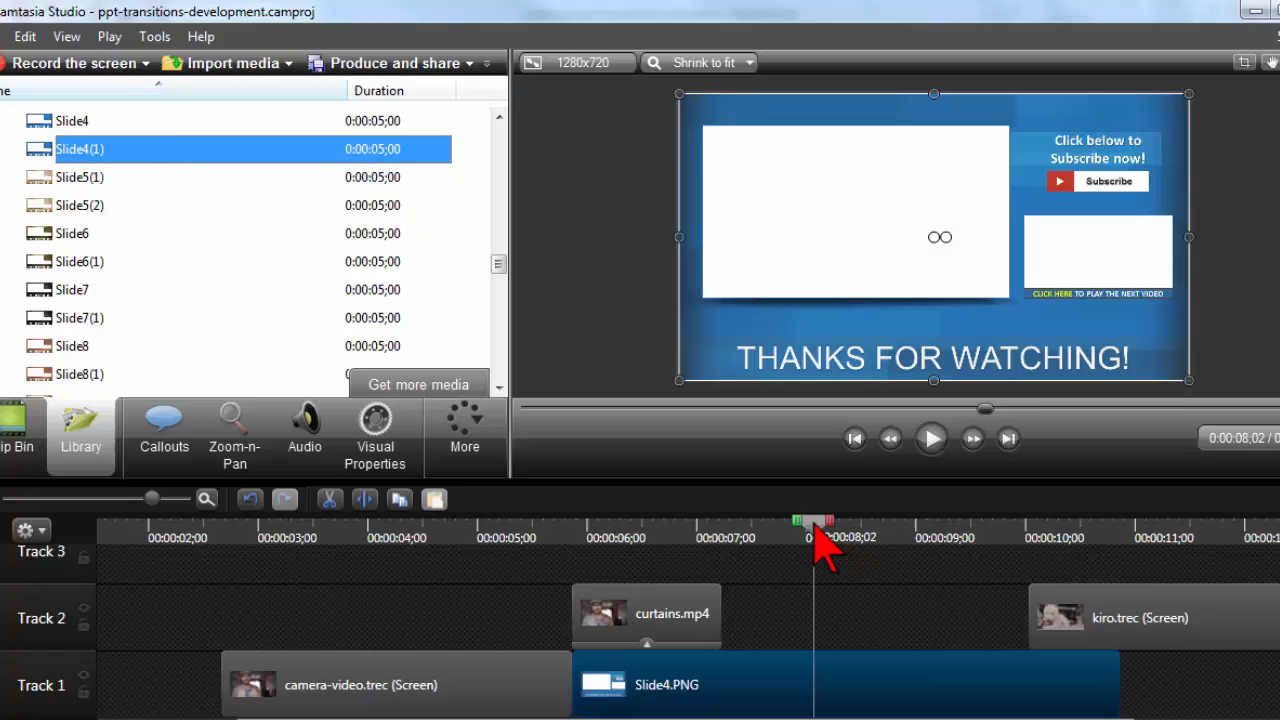 amtasia Studio - ppt-transitions-development.camproj
Edit View Play Tools Help
Record the screen Import media Produce and share
1280x720 Shrink to fit
ne Duration
Slide4 0:00:05;00
Slide4(1) 0:00:05;00
Slide5(1) 0:00:05;00
Slide5(2) 0:00:05;00
Slide6 0:00:05;00
Slide6(1) 0:00:05;00
Slide7 0:00:05;00
Slide7(1) 0:00:05;00
Slide8 0:00:05;00
Slide8(1)
Get more media
Click below to
Subscribe now!
Subscribe
CLICK HERE TO PLAY THE NEXT VIDEO
THANKS FOR WATCHING!
ip Bin Library Callouts Zoom-n-
Pan Audio Visual
Properties More
0:00:08;02 / 0
00:00:02;00 00:00:03;00 00:00:04;00 00:00:05;00 00:00:06;00 00:00:07;00 00:00:08;02 00:00:09;00 00:00:10;00 00:00:11;00
Track 3
Track 2 curtains.mp4 kiro.trec (Screen)
Track 1 camera-video.trec (Screen) Slide4.PNG